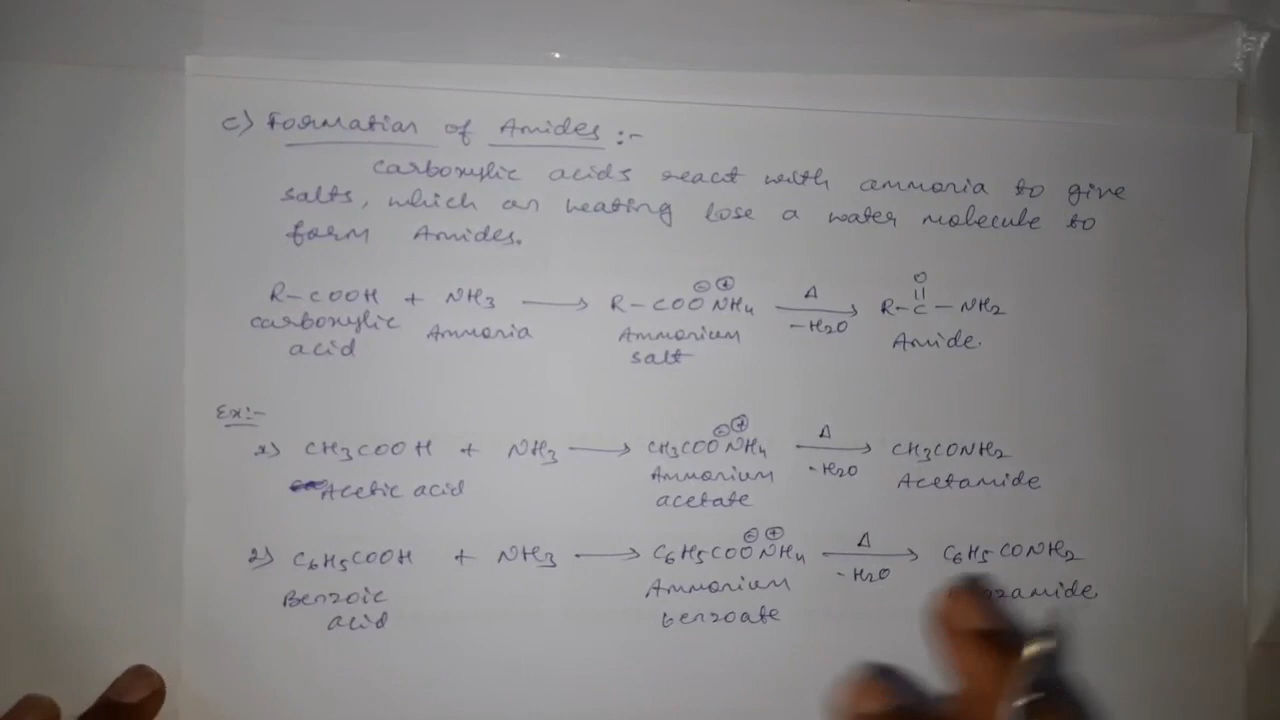 c) Formation of Amides :-
Carboxylic acids react with ammonia to give
salts, which on heating lose a water molecule to
form Amides.
R-COOH + NH3 ⟶ R-COO⊖NH4⊕ Δ -H2O ⟶ R-C(=O)-NH2
Carboxylic acid Ammonia Ammonium salt Amide.
Ex:-
1) CH3COOH + NH3 ⟶ CH3COO⊖NH4⊕ Δ -H2O ⟶ CH3CONH2
Acetic acid Ammonium acetate Acetamide
2) C6H5COOH + NH3 ⟶ C6H5COO⊖NH4⊕ Δ -H2O ⟶ C6H5CONH2
Benzoic acid Ammonium benzoate